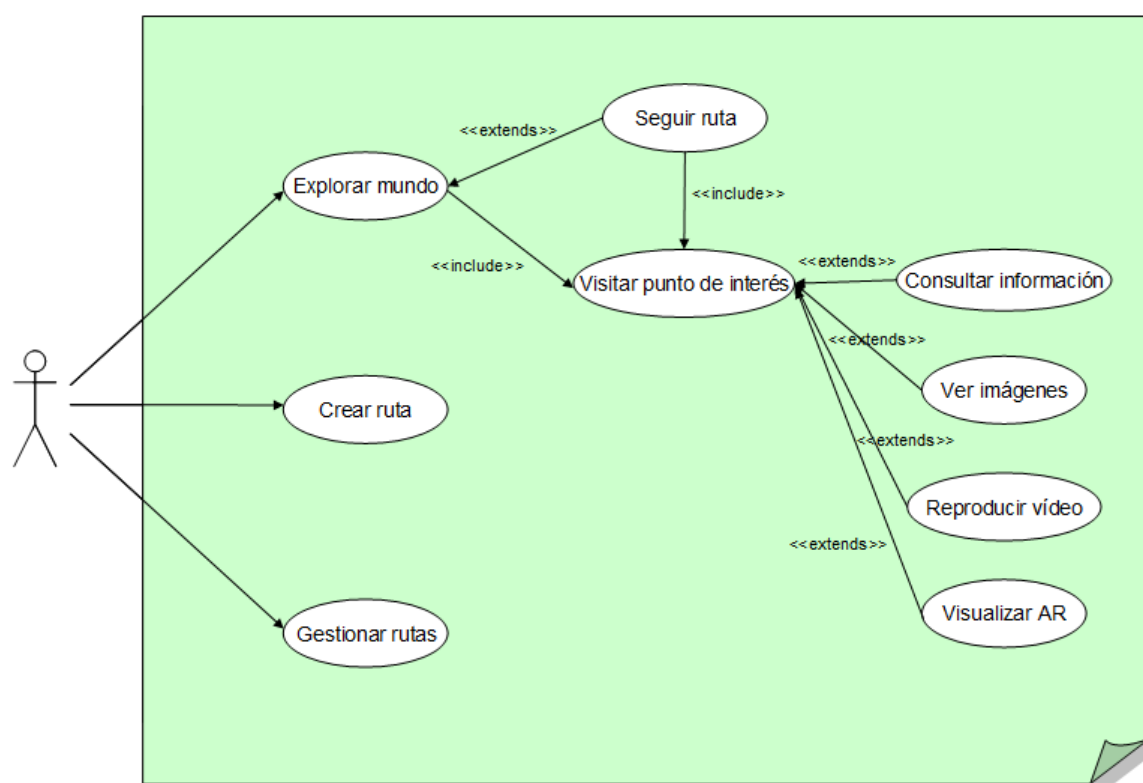 Seguir ruta
<<extends>>
Explorar mundo
<<include>>
<<include>>
Visitar punto de interés
<<extends>>
Consultar información
<<extends>>
Ver imágenes
Crear ruta
<<extends>>
Reproducir vídeo
<<extends>>
Visualizar AR
Gestionar rutas